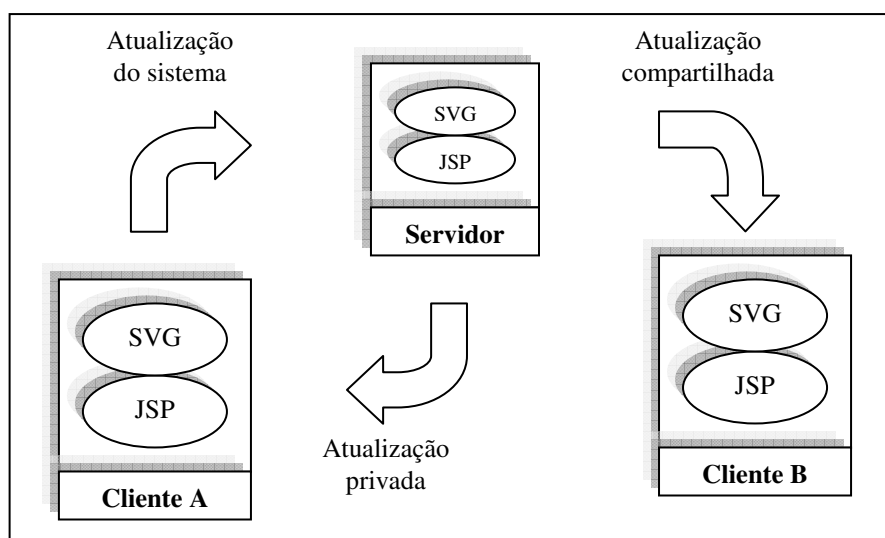 Atualização
do sistema
SVG
JSP
Servidor
Atualização
compartilhada
SVG
JSP
Cliente A
Atualização
privada
SVG
JSP
Cliente B